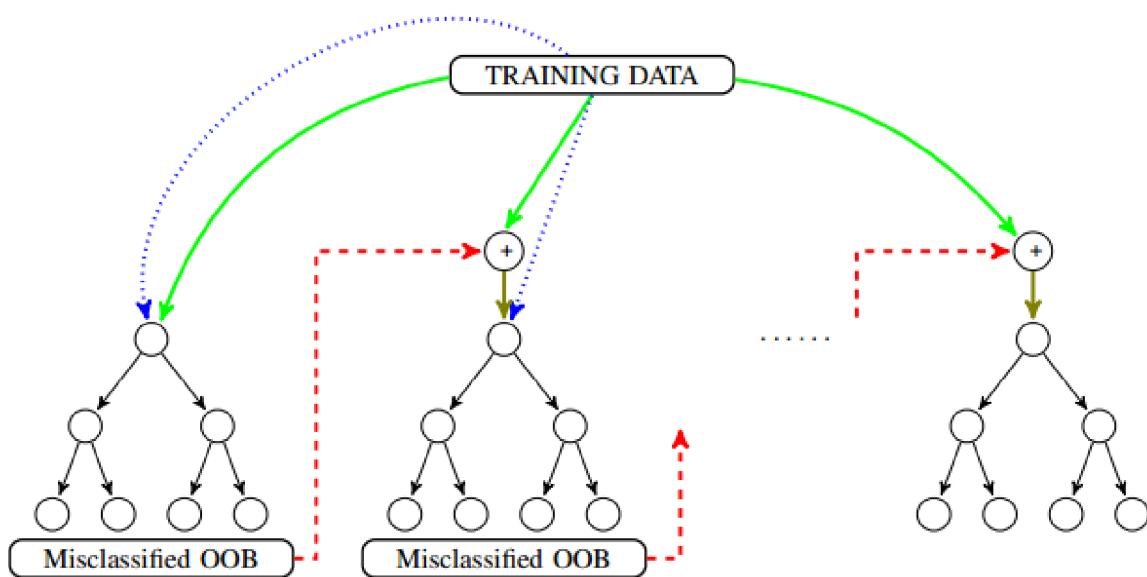 TRAINING DATA
+
+
......
Misclassified OOB
Misclassified OOB